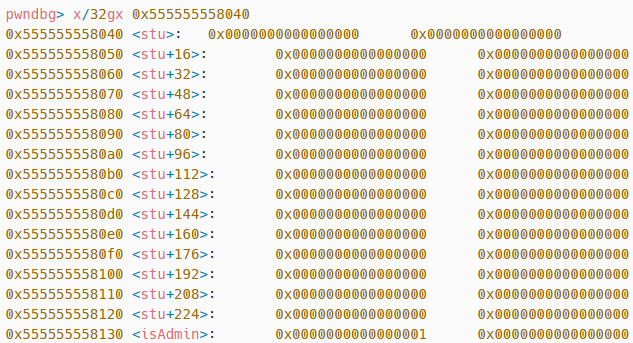 pwndbg> x/32gx 0x555555558040
0x555555558040 <stu>: 0x0000000000000000 0x0000000000000000
0x555555558050 <stu+16>: 0x0000000000000000 0x0000000000000000
0x555555558060 <stu+32>: 0x0000000000000000 0x0000000000000000
0x555555558070 <stu+48>: 0x0000000000000000 0x0000000000000000
0x555555558080 <stu+64>: 0x0000000000000000 0x0000000000000000
0x555555558090 <stu+80>: 0x0000000000000000 0x0000000000000000
0x5555555580a0 <stu+96>: 0x0000000000000000 0x0000000000000000
0x5555555580b0 <stu+112>: 0x0000000000000000 0x0000000000000000
0x5555555580c0 <stu+128>: 0x0000000000000000 0x0000000000000000
0x5555555580d0 <stu+144>: 0x0000000000000000 0x0000000000000000
0x5555555580e0 <stu+160>: 0x0000000000000000 0x0000000000000000
0x5555555580f0 <stu+176>: 0x0000000000000000 0x0000000000000000
0x555555558100 <stu+192>: 0x0000000000000000 0x0000000000000000
0x555555558110 <stu+208>: 0x0000000000000000 0x0000000000000000
0x555555558120 <stu+224>: 0x0000000000000000 0x0000000000000000
0x555555558130 <isAdmin>: 0x0000000000000001 0x0000000000000000